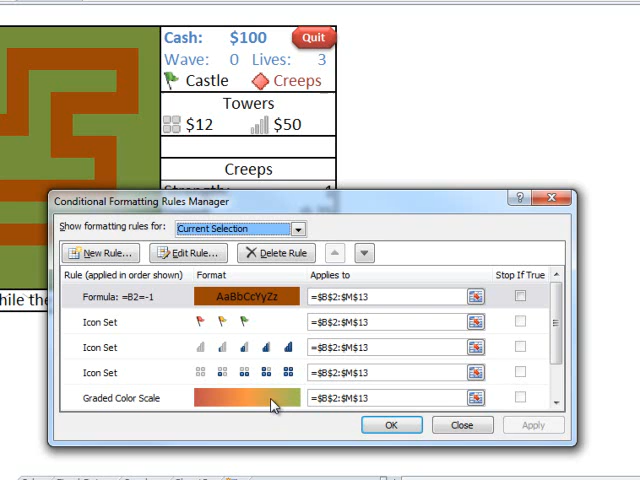 Cash: $100 Quit
Wave: 0 Lives: 3
Castle Creeps
Towers
$12 $50
Creeps
Conditional Formatting Rules Manager
Show formatting rules for: Current Selection
New Rule... Edit Rule... Delete Rule
Rule (applied in order shown) Format Applies to Stop If True
Formula: =B2=-1 AaBbCcYyZz =$B$2:$M$13
Icon Set =$B$2:$M$13
Icon Set =$B$2:$M$13
Icon Set =$B$2:$M$13
Graded Color Scale =$B$2:$M$13
hile the
OK Close Apply